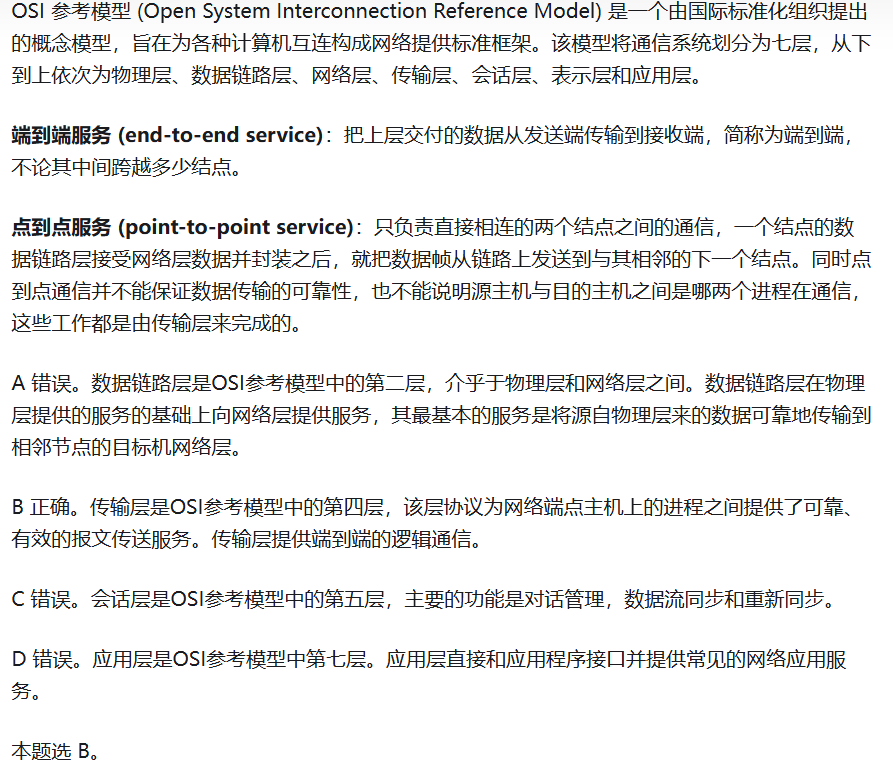 OSI 参考模型 (Open System Interconnection Reference Model) 是一个由国际标准化组织提出
的概念模型，旨在为各种计算机互连构成网络提供标准框架。该模型将通信系统划分为七层，从下
到上依次为物理层、数据链路层、网络层、传输层、会话层、表示层和应用层。
端到端服务 (end-to-end service)：把上层交付的数据从发送端传输到接收端，简称为端到端，
不论其中间跨越多少结点。
点到点服务 (point-to-point service)：只负责直接相连的两个结点之间的通信，一个结点的数
据链路层接受网络层数据并封装之后，就把数据帧从链路上发送到与其相邻的下一个结点。同时点
到点通信并不能保证数据传输的可靠性，也不能说明源主机与目的主机之间是哪两个进程在通信，
这些工作都是由传输层来完成的。
A 错误。数据链路层是OSI参考模型中的第二层，介乎于物理层和网络层之间。数据链路层在物理
层提供的服务的基础上向网络层提供服务，其最基本的服务是将源自物理层来的数据可靠地传输到
相邻节点的目标机网络层。
B 正确。传输层是OSI参考模型中的第四层，该层协议为网络端点主机上的进程之间提供了可靠、
有效的报文传送服务。传输层提供端到端的逻辑通信。
C 错误。会话层是OSI参考模型中的第五层，主要的功能是对话管理，数据流同步和重新同步。
D 错误。应用层是OSI参考模型中第七层。应用层直接和应用程序接口并提供常见的网络应用服
务。
本题选 B。